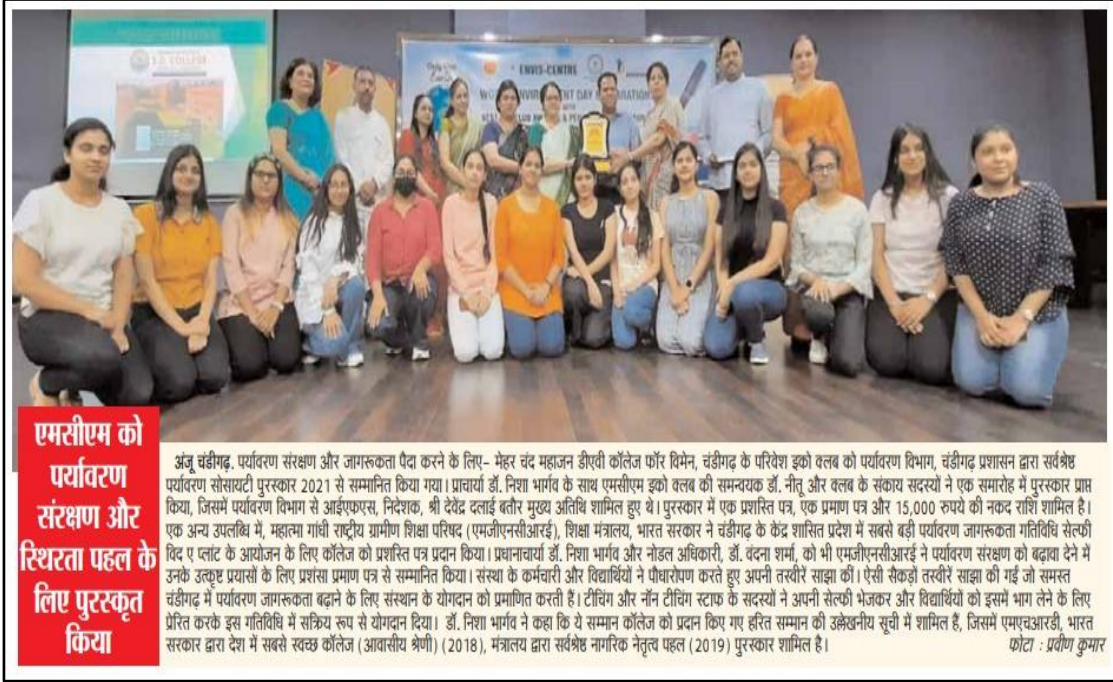 S.D. COLLEGE
ENVIS-CENTRE
एमसीएम को
पर्यावरण
संरक्षण और
स्थिरता पहल के
लिए पुरस्कृत
किया
अंजू चंडीगढ़. पर्यावरण संरक्षण और जागरूकता पैदा करने के लिए– मेहर चंद महाजन डीएवी कॉलेज फॉर विमेन, चंडीगढ़ के परिवेश इको क्लब को पर्यावरण विभाग, चंडीगढ़ प्रशासन द्वारा सर्वश्रेष्ठ
पर्यावरण सोसायटी पुरस्कार 2021 से सम्मानित किया गया। प्राचार्या डॉ. निशा भार्गव के साथ एमसीएम इको क्लब की समन्वयक डॉ. नीतू और क्लब के संकाय सदस्यों ने एक समारोह में पुरस्कार प्राप्त
किया, जिसमें पर्यावरण विभाग से आईएफएस, निदेशक, श्री देवेंद्र दलाई बतौर मुख्य अतिथि शामिल हुए थे। पुरस्कार में एक प्रशस्ति पत्र, एक प्रमाण पत्र और 15,000 रुपये की नकद राशि शामिल है।
एक अन्य उपलब्धि में, महात्मा गांधी राष्ट्रीय ग्रामीण शिक्षा परिषद (एमजीएनसीआरई), शिक्षा मंत्रालय, भारत सरकार ने चंडीगढ़ के केंद्र शासित प्रदेश में सबसे बड़ी पर्यावरण जागरूकता गतिविधि सेल्फी
विद ए प्लांट के आयोजन के लिए कॉलेज को प्रशस्ति पत्र प्रदान किया। प्रधानाचार्या डॉ. निशा भार्गव और नोडल अधिकारी, डॉ. वंदना शर्मा, को भी एमजीएनसीआरई ने पर्यावरण संरक्षण को बढ़ावा देने में
उनके उत्कृष्ट प्रयासों के लिए प्रशंसा प्रमाण पत्र से सम्मानित किया। संस्था के कर्मचारी और विद्यार्थियों ने पौधारोपण करते हुए अपनी तस्वीरें साझा कीं। ऐसी सैकड़ों तस्वीरें साझा की गईं जो समस्त
चंडीगढ़ में पर्यावरण जागरूकता बढ़ाने के लिए संस्थान के योगदान को प्रमाणित करती हैं। टीचिंग और नॉन टीचिंग स्टाफ के सदस्यों ने अपनी सेल्फी भेजकर और विद्यार्थियों को इसमें भाग लेने के लिए
प्रेरित करके इस गतिविधि में सक्रिय रूप से योगदान दिया। डॉ. निशा भार्गव ने कहा कि ये सम्मान कॉलेज को प्रदान किए गए हरित सम्मान की उल्लेखनीय सूची में शामिल हैं, जिसमें एमएचआरडी, भारत
सरकार द्वारा देश में सबसे स्वच्छ कॉलेज (आवासीय श्रेणी) (2018), मंत्रालय द्वारा सर्वश्रेष्ठ नागरिक नेतृत्व पहल (2019) पुरस्कार शामिल है।
फोटो : प्रवीण कुमार